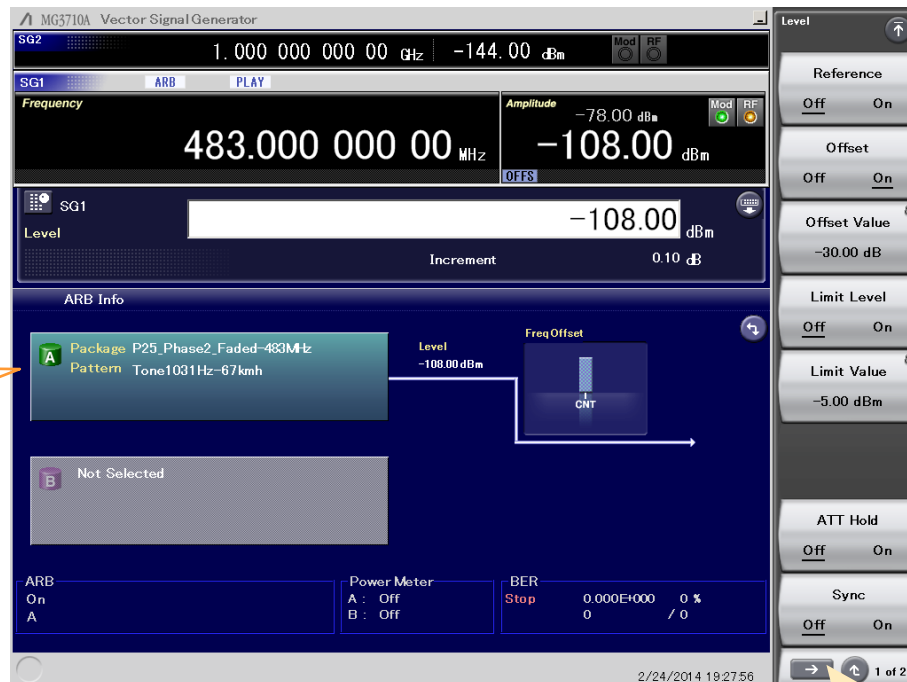 MG3710A Vector Signal Generator
SG2
1. 000 000 000 00 GHz -144. 00 dBm
Mod RF
SG1 ARB PLAY
Frequency
483.000 000 00 MHz
Amplitude
-78.00 dBm
-108.00 dBm
Mod RF
OFFS
SG1
Level
-108.00 dBm
Increment 0.10 dB
ARB Info
A
Package P25_Phase2_Faded-483MHz
Pattern Tone1031Hz-67kmh
Level
-108.00dBm
FreqOffset
CNT
B
Not Selected
ARB
On
A
Power Meter
A : Off
B : Off
BER
Stop 0.000E+000 0 %
0 / 0
2/24/2014 19:27:56
Level
Reference
Off On
Offset
Off On
Offset Value
-30.00 dB
Limit Level
Off On
Limit Value
-5.00 dBm
ATT Hold
Off On
Sync
Off On
1 of 2